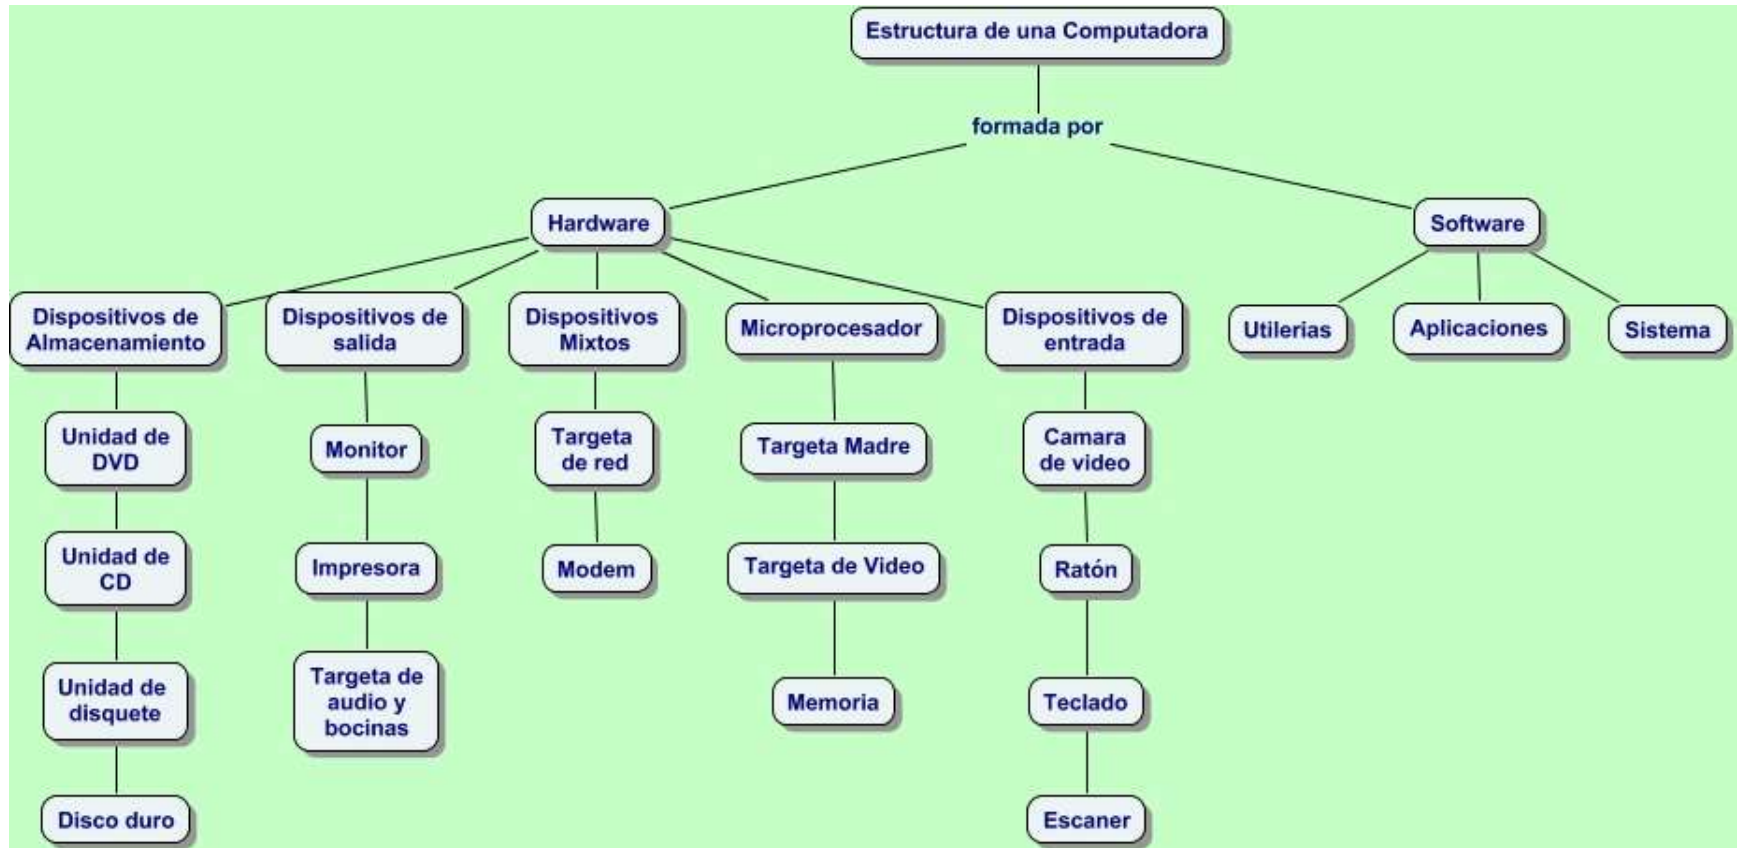 Estructura de una Computadora
formada por
Hardware
Software
Dispositivos de
Almacenamiento
Dispositivos de
salida
Dispositivos
Mixtos
Microprocesador
Dispositivos de
entrada
Utilerias
Aplicaciones
Sistema
Unidad de
DVD
Monitor
Targeta
de red
Targeta Madre
Camara
de video
Unidad de
CD
Impresora
Modem
Targeta de Video
Ratón
Unidad de
disquete
Targeta de
audio y
bocinas
Memoria
Teclado
Disco duro
Escaner